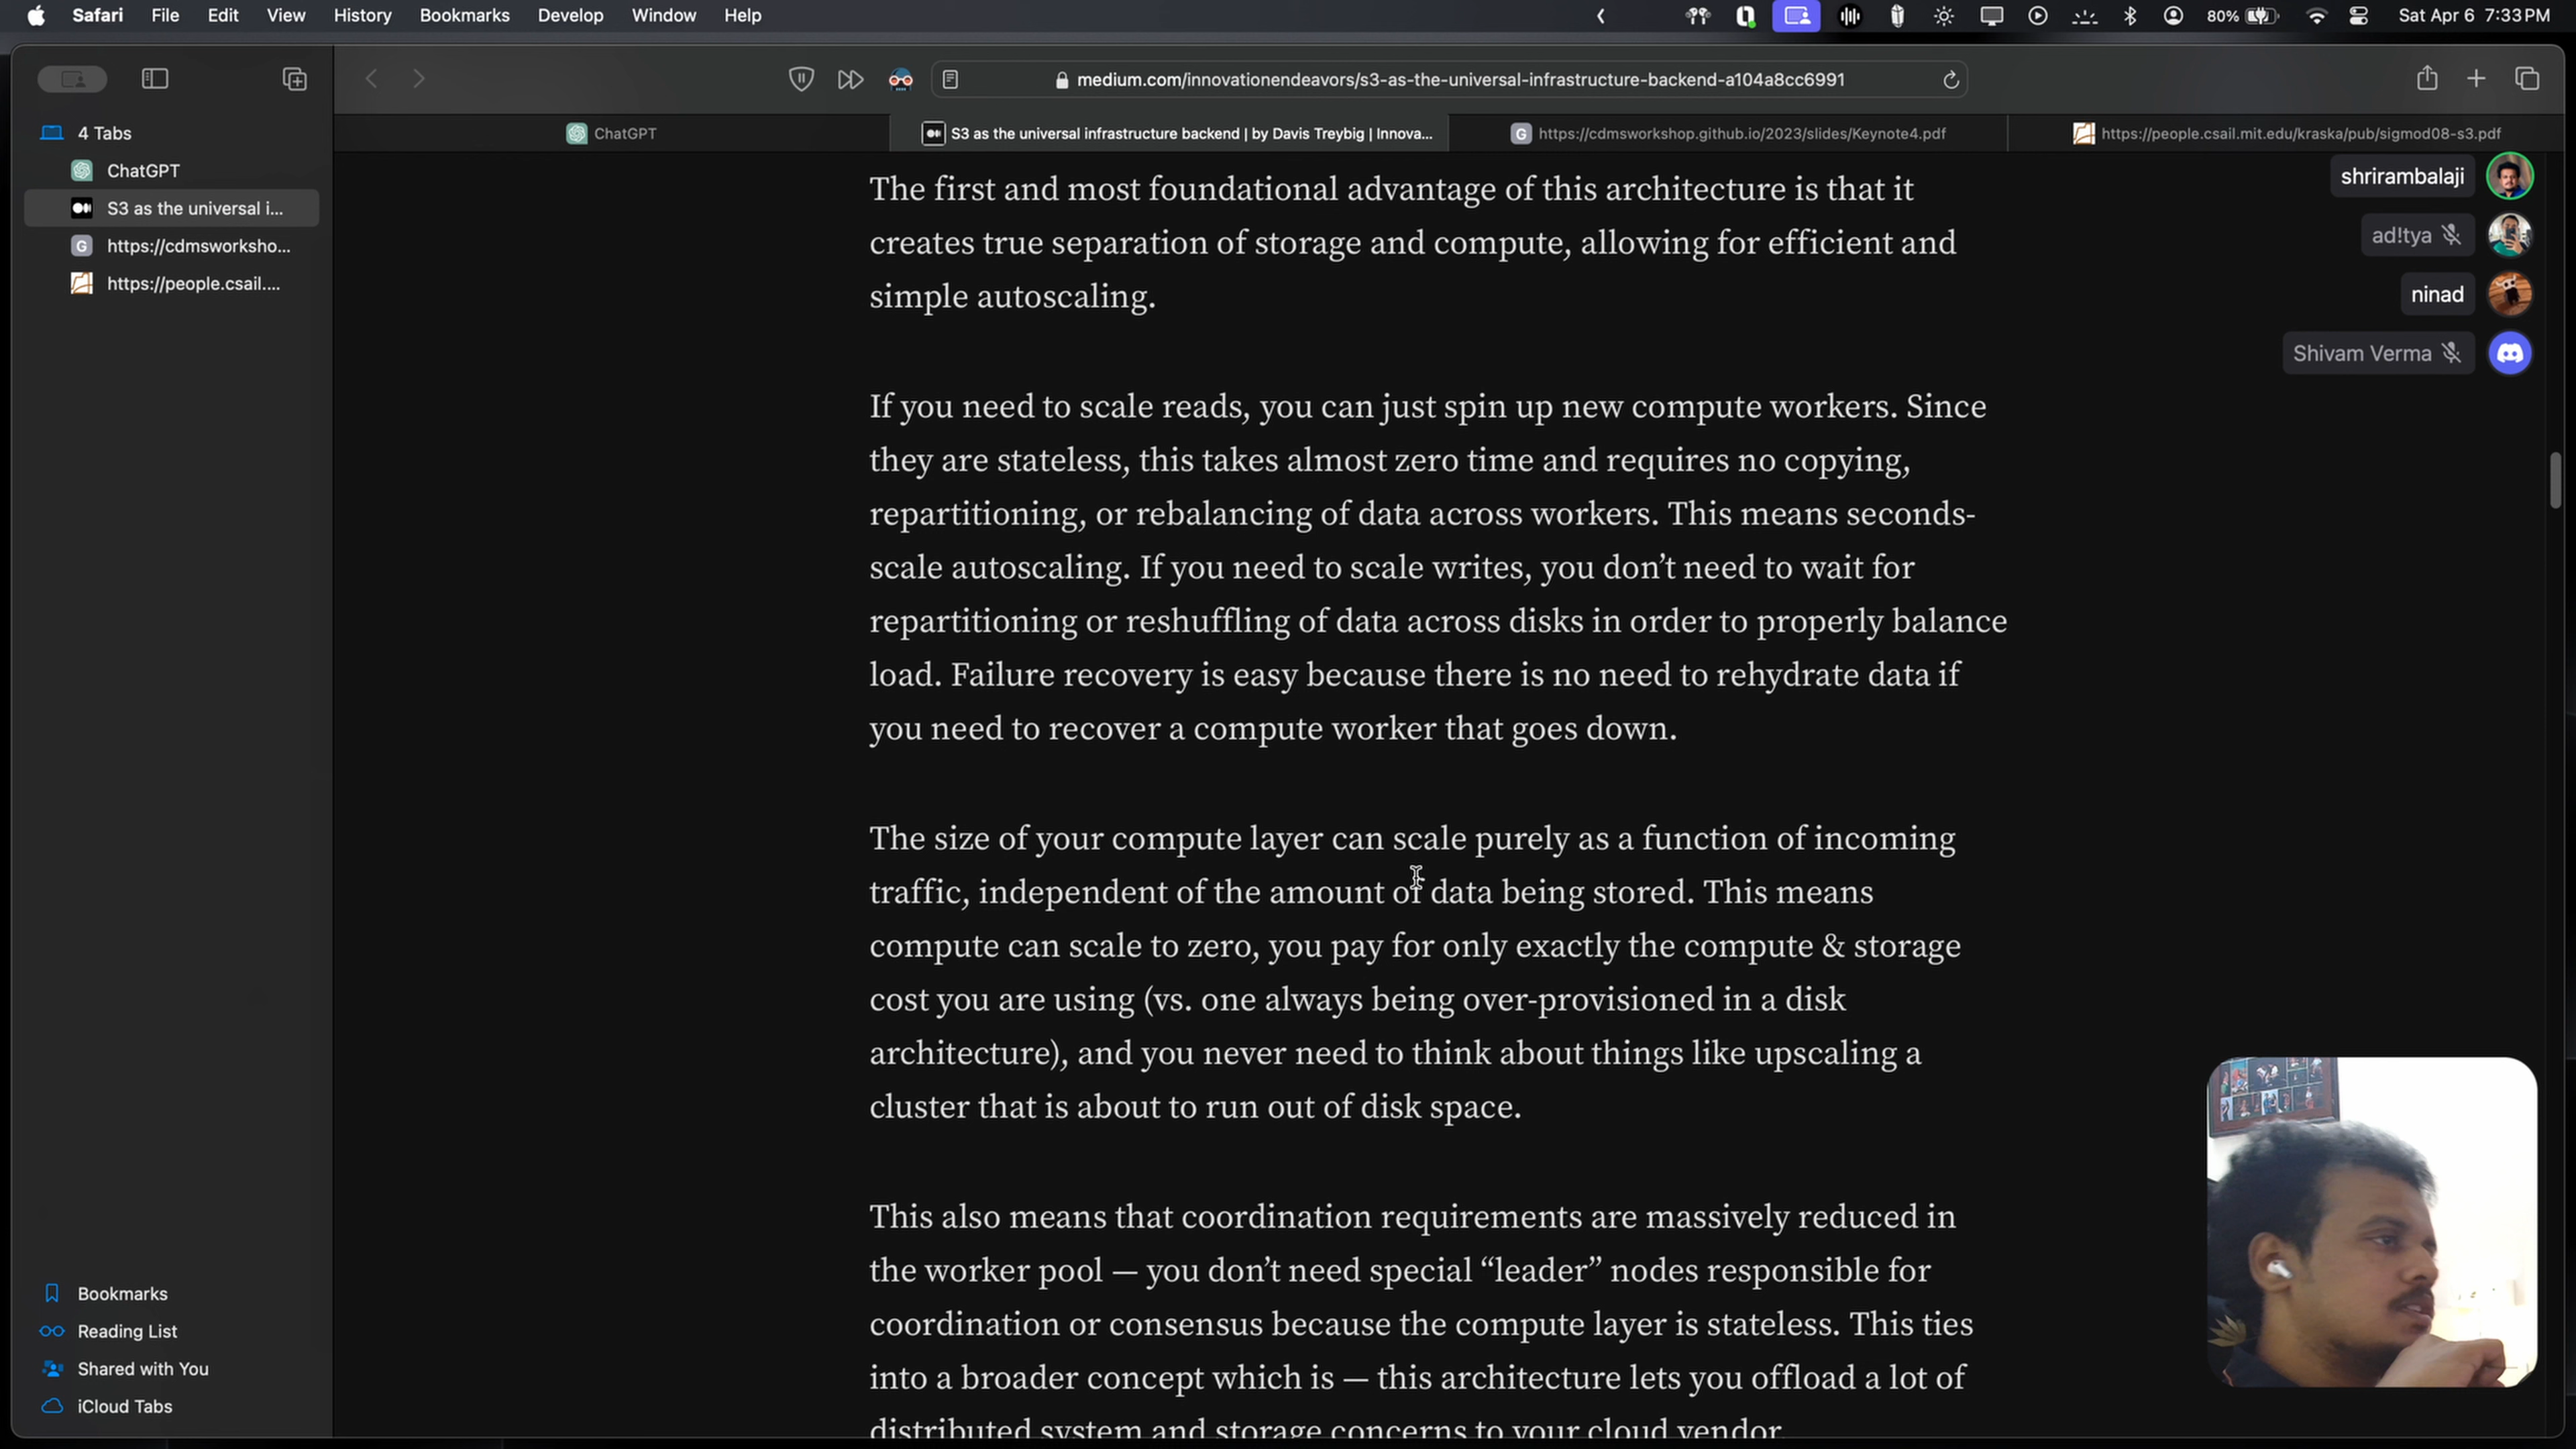 Safari File Edit View History Bookmarks Develop Window Help
80% Sat Apr 6 7:33 PM
medium.com/innovationendeavors/s3-as-the-universal-infrastructure-backend-a104a8cc6991
4 Tabs
ChatGPT
S3 as the universal i...
https://cdmsworksho...
https://people.csail....
ChatGPT
S3 as the universal infrastructure backend | by Davis Treybig | Innova...
G https://cdmsworkshop.github.io/2023/slides/Keynote4.pdf
https://people.csail.mit.edu/kraska/pub/sigmod08-s3.pdf
G
The first and most foundational advantage of this architecture is that it
creates true separation of storage and compute, allowing for efficient and
simple autoscaling.
If you need to scale reads, you can just spin up new compute workers. Since
they are stateless, this takes almost zero time and requires no copying,
repartitioning, or rebalancing of data across workers. This means seconds-
scale autoscaling. If you need to scale writes, you don’t need to wait for
repartitioning or reshuffling of data across disks in order to properly balance
load. Failure recovery is easy because there is no need to rehydrate data if
you need to recover a compute worker that goes down.
The size of your compute layer can scale purely as a function of incoming
traffic, independent of the amount of data being stored. This means
compute can scale to zero, you pay for only exactly the compute & storage
cost you are using (vs. one always being over-provisioned in a disk
architecture), and you never need to think about things like upscaling a
cluster that is about to run out of disk space.
This also means that coordination requirements are massively reduced in
the worker pool — you don’t need special “leader” nodes responsible for
coordination or consensus because the compute layer is stateless. This ties
into a broader concept which is — this architecture lets you offload a lot of
distributed system and storage concerns to your cloud vendor.
shrirambalaji
ad!tya
ninad
Shivam Verma
Bookmarks
Reading List
Shared with You
iCloud Tabs